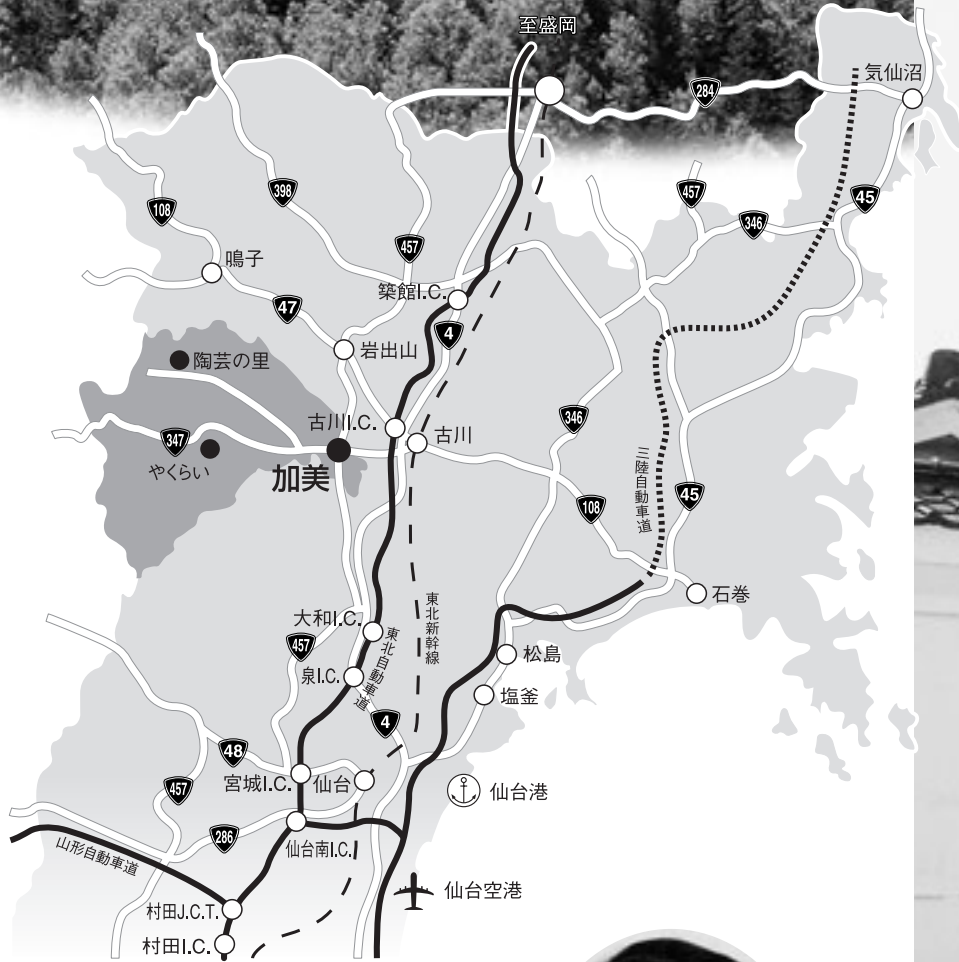 至盛岡
気仙沼
284
398
457
45
108
346
457
鳴子
築館I.C.
47
4
岩出山
陶芸の里
346
古川I.C.
古川
347
やくらい
加美
三陸自動車道
45
108
石巻
東北新幹線
大和I.C.
457
東北自動車道
松島
泉I.C.
塩釜
4
48
宮城I.C.
仙台
457
仙台港
286
仙台南I.C.
山形自動車道
仙台空港
村田J.C.T.
村田I.C.